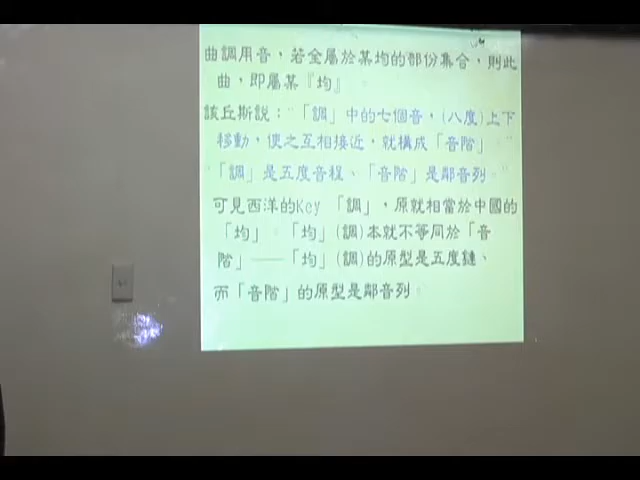 曲調用音，若全屬於某均的部份集合，則此
曲，即屬某『均』
該丘斯說：「調」中的七個音，(八度)上下
移動，使之互相接近，就構成「音階」
「調」是五度音程、「音階」是鄰音列。
可見西洋的Key「調」，原就相當於中國的
「均」。「均」(調)本就不等同於「音
階」——「均」(調)的原型是五度鏈、
而「音階」的原型是鄰音列。